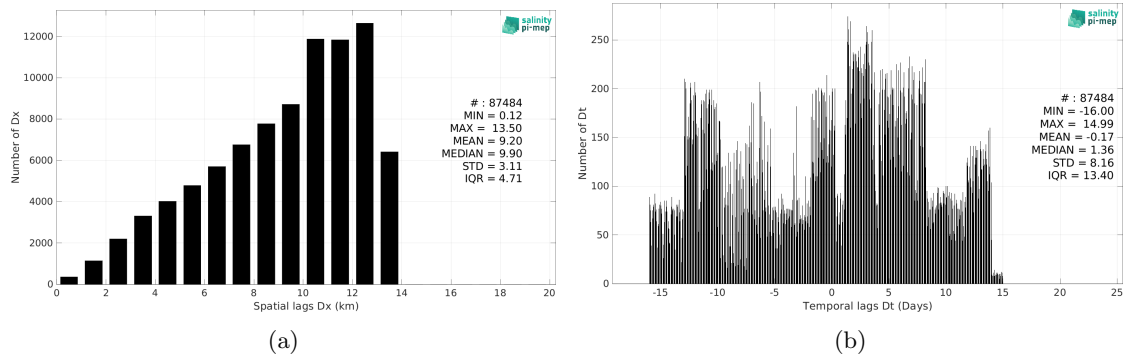 salinity
pi-mep
12000
10000
8000
6000
4000
2000
0
Number of Dx
# : 87484
MIN = 0.12
MAX = 13.50
MEAN = 9.20
MEDIAN = 9.90
STD = 3.11
IQR = 4.71
0 2 4 6 8 10 12 14 16 18 20
Spatial lags Dx (km)
(a)
salinity
pi-mep
250
200
150
100
50
0
Number of Dt
# : 87484
MIN = -16.00
MAX = 14.99
MEAN = -0.17
MEDIAN = 1.36
STD = 8.16
IQR = 13.40
-15 -10 -5 0 5 10 15 20 25
Temporal lags Dt (Days)
(b)